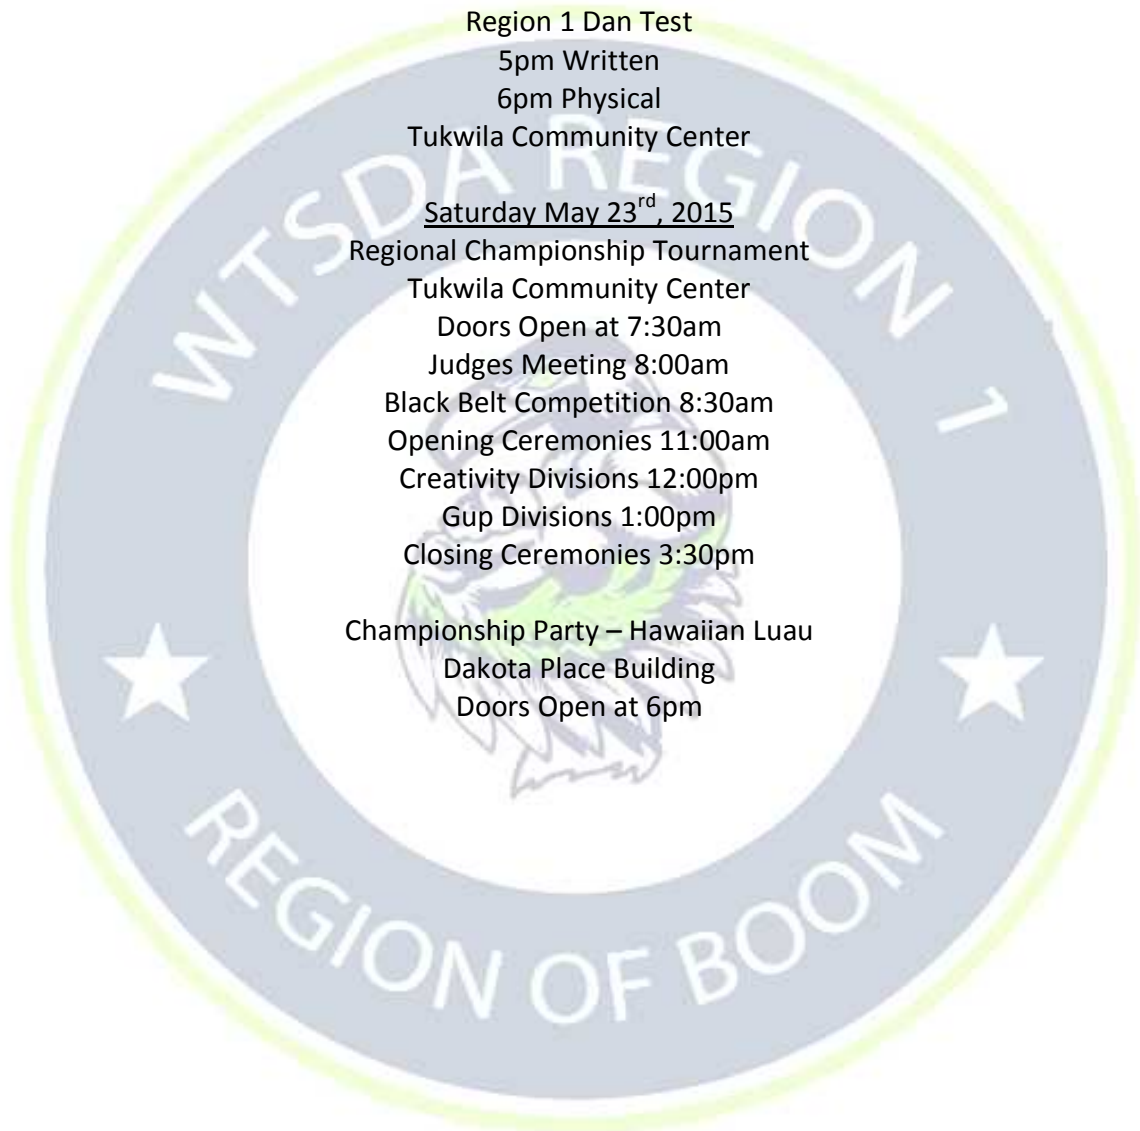 Region 1 Dan Test
5pm Written
6pm Physical
Tukwila Community Center
Saturday May 23rd, 2015
Regional Championship Tournament
Tukwila Community Center
Doors Open at 7:30am
Judges Meeting 8:00am
Black Belt Competition 8:30am
Opening Ceremonies 11:00am
Creativity Divisions 12:00pm
Gup Divisions 1:00pm
Closing Ceremonies 3:30pm
Championship Party – Hawaiian Luau
Dakota Place Building
Doors Open at 6pm
WTSDA REGION 1
REGION OF BOOM